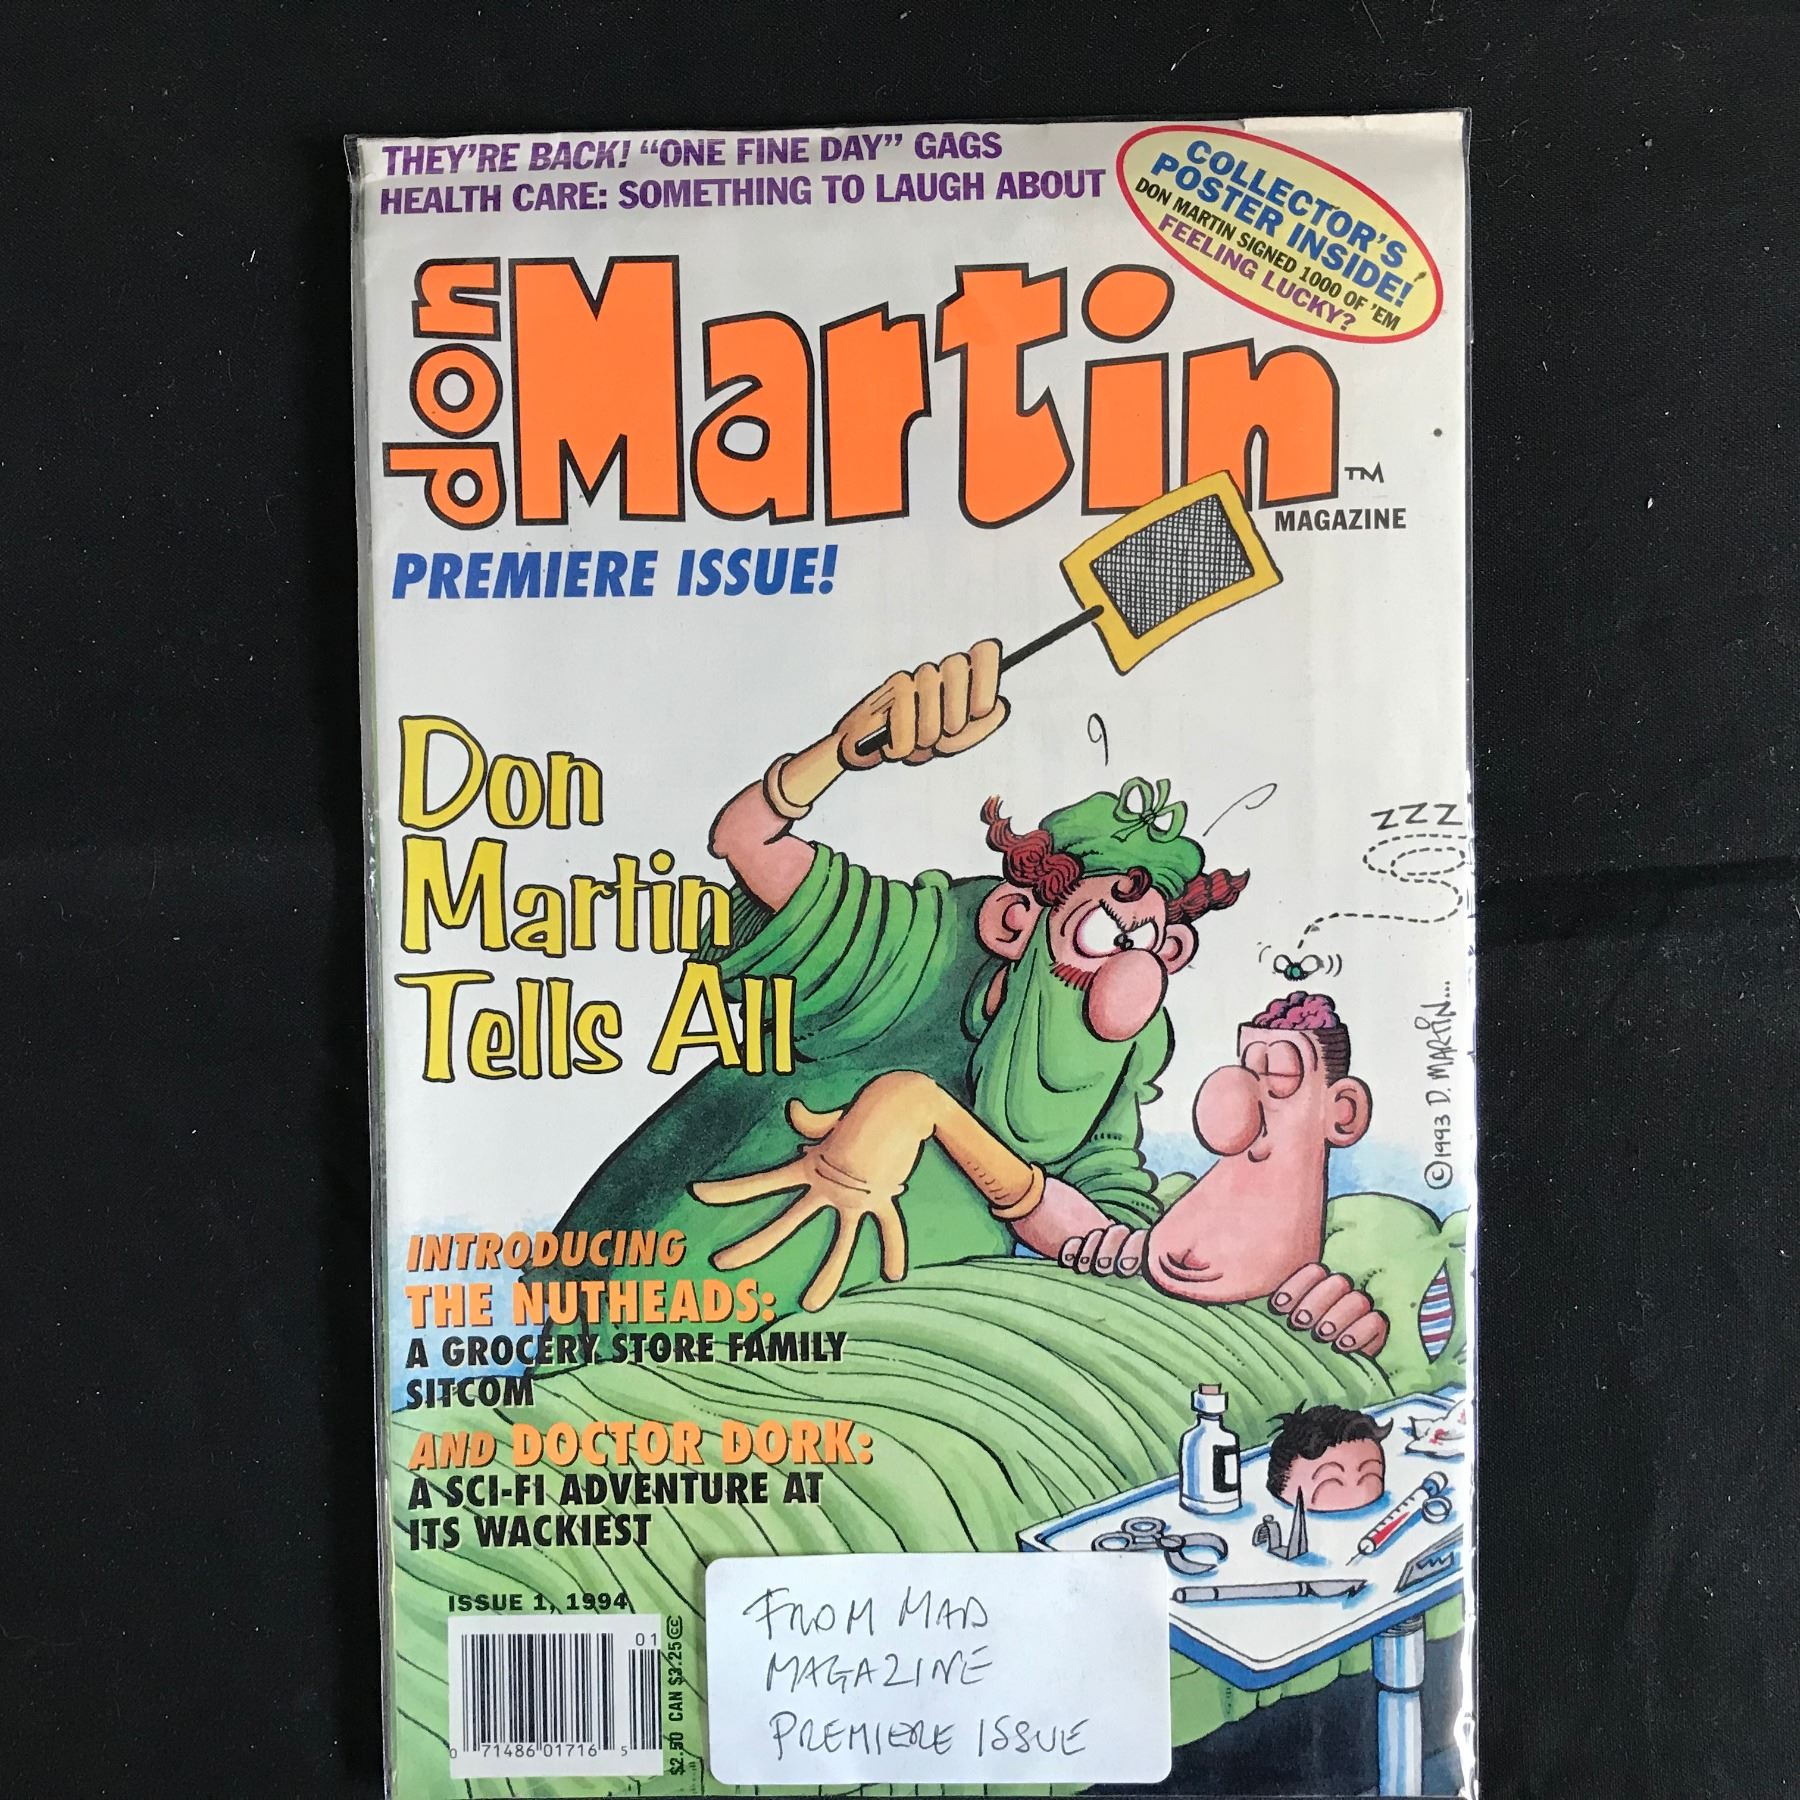 THEY'RE BACK! "ONE FINE DAY" GAGS
HEALTH CARE: SOMETHING TO LAUGH ABOUT
COLLECTOR'S
POSTER INSIDE!
DON MARTIN SIGNED 1000 OF 'EM
FEELING LUCKY?
don Martin TM
MAGAZINE
PREMIERE ISSUE!
Don
Martin
Tells All
ZZZ
©1993 D. MARTIN...
INTRODUCING
THE NUTHEADS:
A GROCERY STORE FAMILY
SITCOM
AND DOCTOR DORK:
A SCI-FI ADVENTURE AT
ITS WACKIEST
ISSUE 1, 1994
01
0 71486 01716 5
$2.50 CAN $3.25 CC
FROM MAD
MAGAZINE
PREMIERE ISSUE